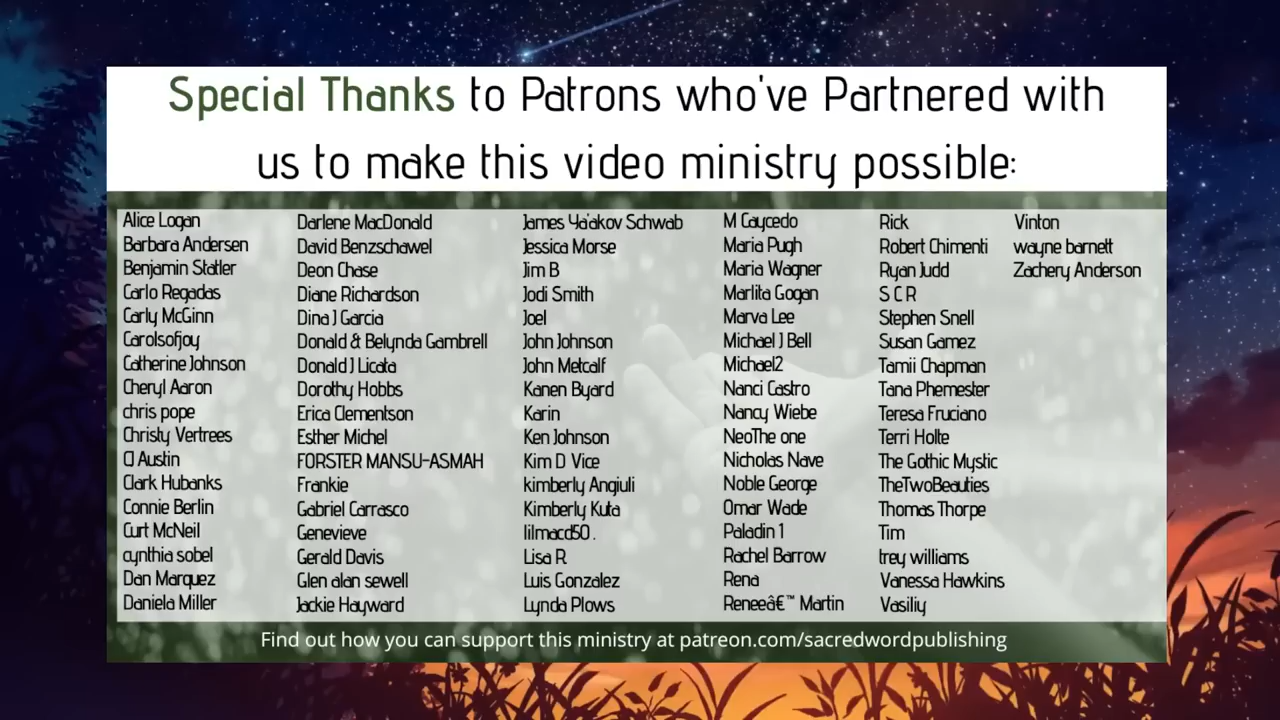 Special Thanks to Patrons who've Partnered with
us to make this video ministry possible:
Alice Logan
Barbara Andersen
Benjamin Statler
Carlo Regadas
Carly McGinn
Carolsofjoy
Catherine Johnson
Cheryl Aaron
chris pope
Christy Vertrees
CJ Austin
Clark Hubanks
Connie Berlin
Curt McNeil
cynthia sobel
Dan Marquez
Daniela Miller
Darlene MacDonald
David Benzschawel
Deon Chase
Diane Richardson
Dina J Garcia
Donald & Belynda Gambrell
Donald J Licata
Dorothy Hobbs
Erica Clementson
Esther Michel
FORSTER MANSU-ASMAH
Frankie
Gabriel Carrasco
Genevieve
Gerald Davis
Glen alan sewell
Jackie Hayward
James Ya'akov Schwab
Jessica Morse
Jim B
Jodi Smith
Joel
John Johnson
John Metcalf
Kanen Byard
Karin
Ken Johnson
Kim D Vice
kimberly Angiuli
Kimberly Kuta
lilmacd50 .
Lisa R
Luis Gonzalez
Lynda Plows
M Caycedo
Maria Pugh
Maria Wagner
Marlita Gogan
Marva Lee
Michael J Bell
Michael2
Nanci Castro
Nancy Wiebe
NeoThe one
Nicholas Nave
Noble George
Omar Wade
Paladin 1
Rachel Barrow
Rena
Reneeâ€™ Martin
Rick
Robert Chimenti
Ryan Judd
S C R
Stephen Snell
Susan Gamez
Tamii Chapman
Tana Phemester
Teresa Fruciano
Terri Holte
The Gothic Mystic
TheTwoBeauties
Thomas Thorpe
Tim
trey williams
Vanessa Hawkins
Vasiliy
Vinton
wayne barnett
Zachery Anderson
Find out how you can support this ministry at patreon.com/sacredwordpublishing